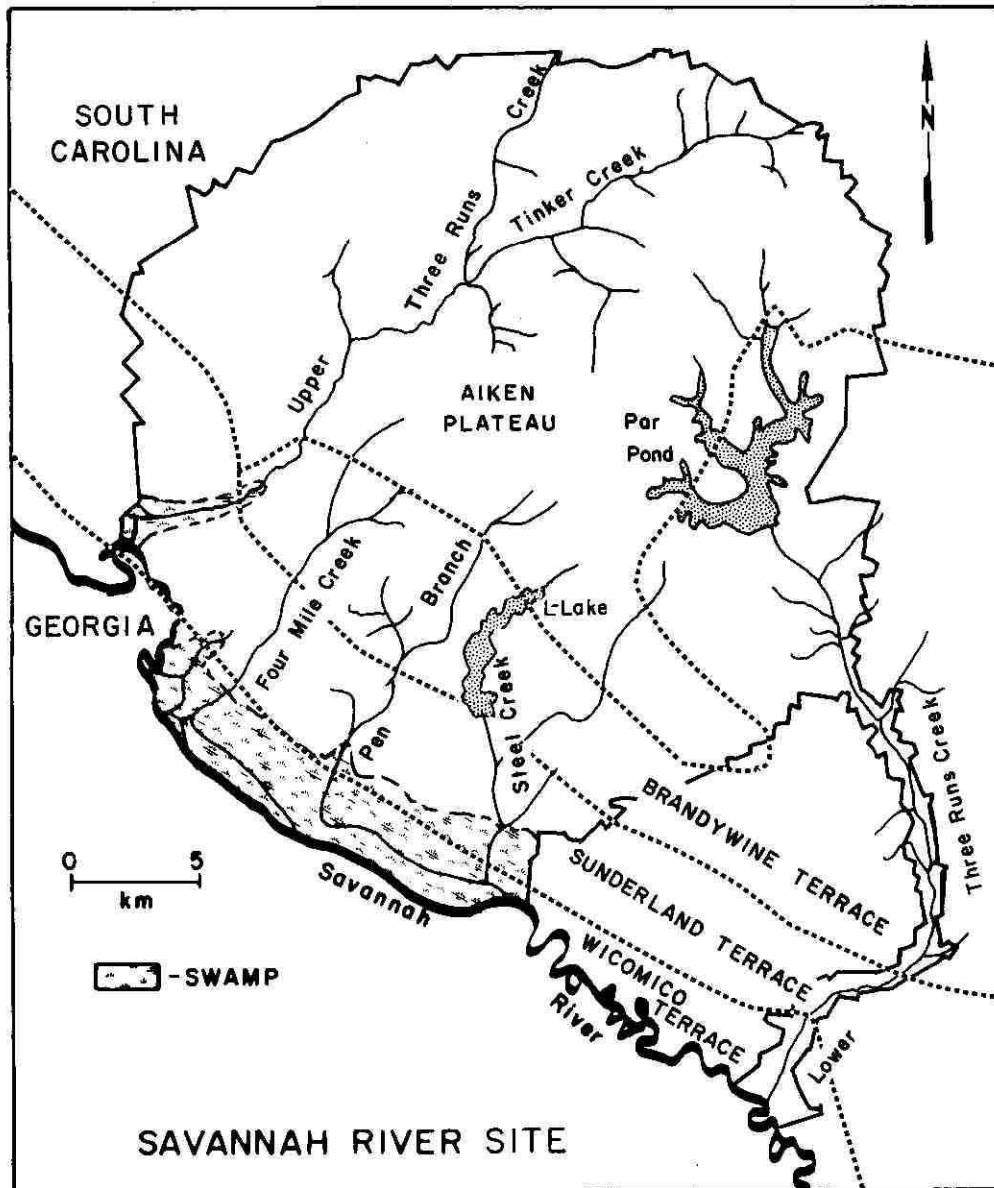 SOUTH
CAROLINA
N
Upper Three Runs Creek
Tinker Creek
AIKEN
PLATEAU
Par
Pond
GEORGIA
Four Mile Creek
Pen Branch
L-Lake
Steel Creek
BRANDYWINE TERRACE
SUNDERLAND TERRACE
WICOMICO
TERRACE
Lower Three Runs Creek
0 5
km
Savannah River
-SWAMP
SAVANNAH RIVER SITE